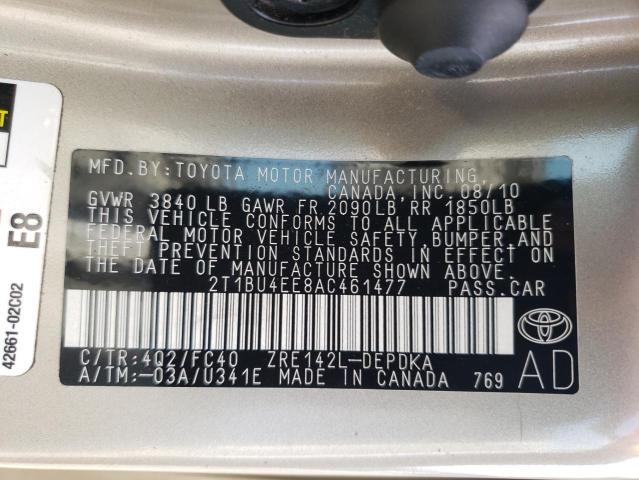 MFD. BY: TOYOTA MOTOR MANUFACTURING,
CANADA, INC. 08/10
GVWR 3840 LB GAWR FR 2090LB RR 1850LB
THIS VEHICLE CONFORMS TO ALL APPLICABLE
FEDERAL MOTOR VEHICLE SAFETY, BUMPER, AND
THEFT PREVENTION STANDARDS IN EFFECT ON
THE DATE OF MANUFACTURE SHOWN ABOVE.
2T1BU4EE8AC461477 PASS. CAR
C/TR: 4Q2/FC40 ZRE142L-DEPDKA
A/TM: -03A/U341E MADE IN CANADA 769
AD
E8
42661-02C02